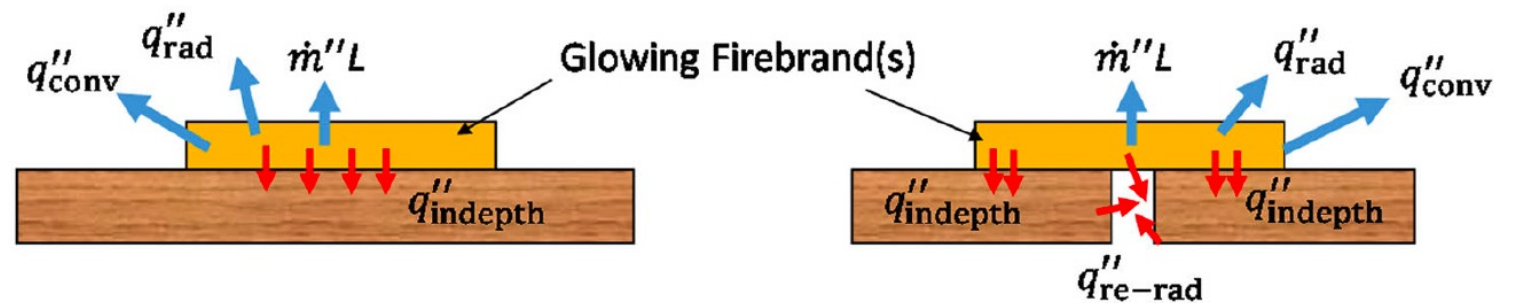 q″conv
q″rad
ṁ″L
Glowing Firebrand(s)
ṁ″L
q″rad
q″conv
q″indepth
q″indepth
q″indepth
q″re−rad